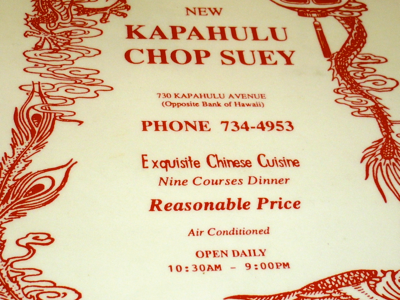 NEW
KAPAHULU
CHOP SUEY
730 KAPAHULU AVENUE
(Opposite Bank of Hawaii)
PHONE 734-4953
Exquisite Chinese Cuisine
Nine Courses Dinner
Reasonable Price
Air Conditioned
OPEN DAILY
10:30AM - 9:00PM